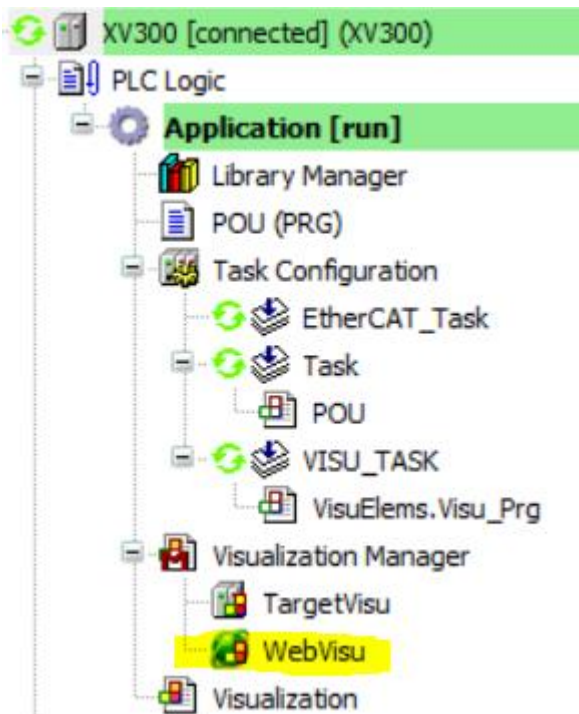 XV300 [connected] (XV300)
PLC Logic
Application [run]
Library Manager
POU (PRG)
Task Configuration
EtherCAT_Task
Task
POU
VISU_TASK
VisuElems.Visu_Prg
Visualization Manager
TargetVisu
WebVisu
Visualization